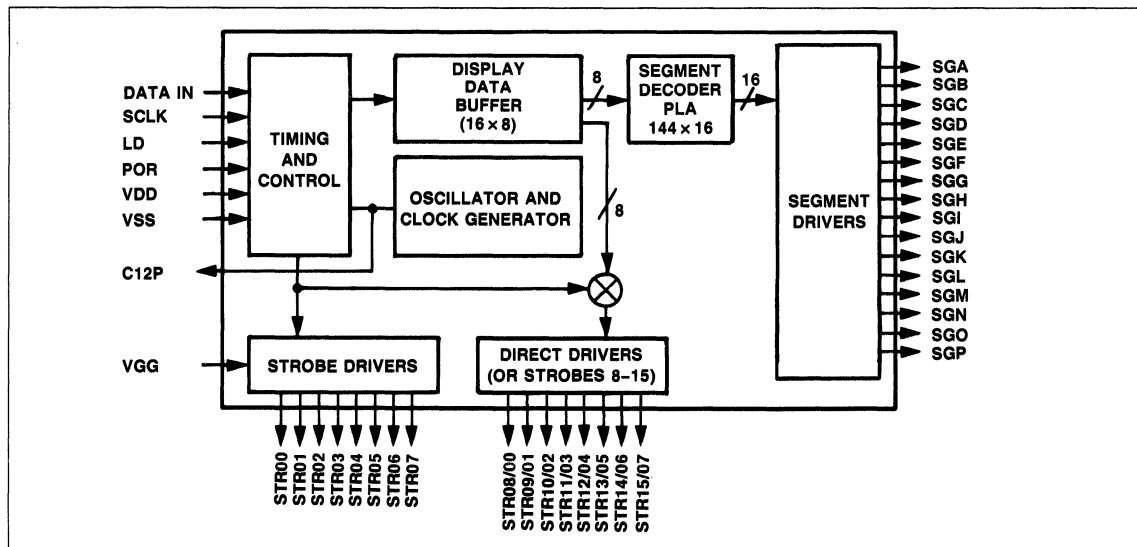 DATA IN
SCLK
LD
POR
VDD
VSS
C12P
VGG
TIMING
AND
CONTROL
DISPLAY
DATA
BUFFER
(16 × 8)
8
SEGMENT
DECODER
PLA
144 × 16
16
OSCILLATOR AND
CLOCK GENERATOR
8
SEGMENT
DRIVERS
STROBE DRIVERS
DIRECT DRIVERS
(OR STROBES 8–15)
SGA
SGB
SGC
SGD
SGE
SGF
SGG
SGH
SGI
SGJ
SGK
SGL
SGM
SGN
SGO
SGP
STR00
STR01
STR02
STR03
STR04
STR05
STR06
STR07
STR08/00
STR09/01
STR10/02
STR11/03
STR12/04
STR13/05
STR14/06
STR15/07